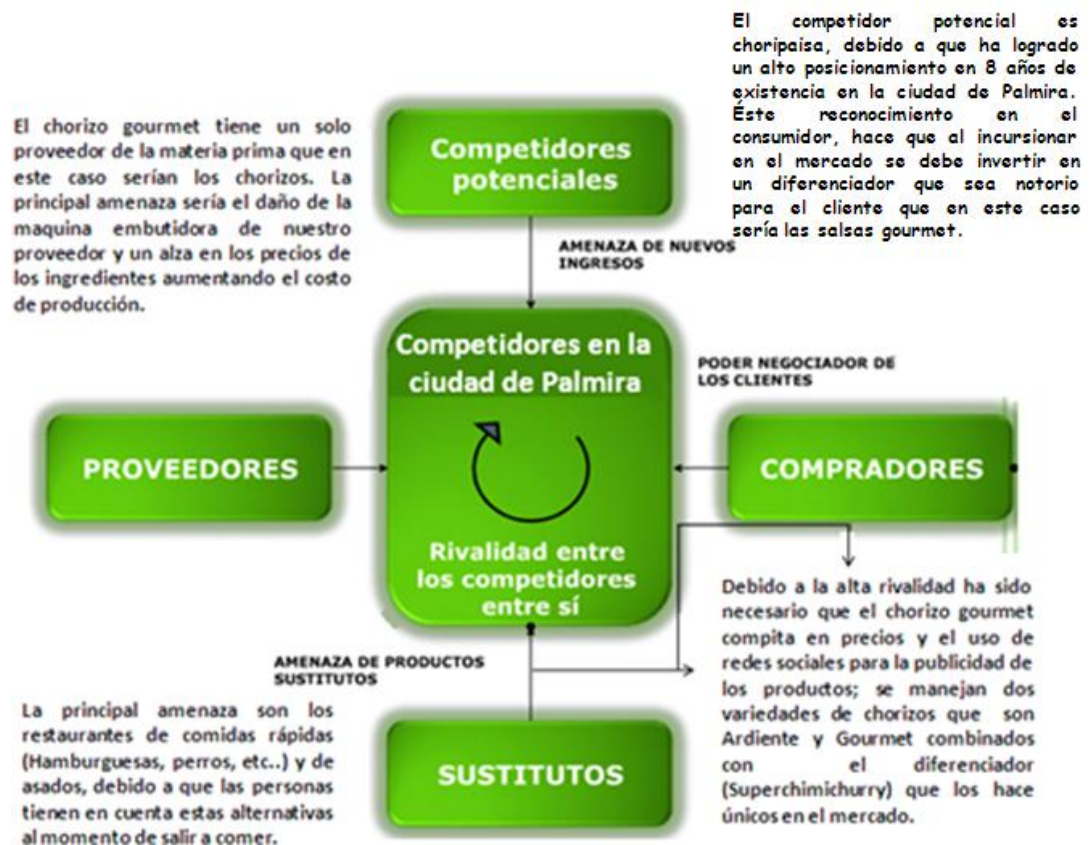 El competidor potencial es
choripaisa, debido a que ha logrado
un alto posicionamiento en 8 años de
existencia en la ciudad de Palmira.
Éste reconocimiento en el
consumidor, hace que al incursionar
en el mercado se debe invertir en
un diferenciador que sea notorio
para el cliente que en este caso
sería las salsas gourmet.
El chorizo gourmet tiene un solo
proveedor de la materia prima que en
este caso serían los chorizos. La
principal amenaza sería el daño de la
maquina embutidora de nuestro
proveedor y un alza en los precios de
los ingredientes aumentando el costo
de producción.
Competidores
potenciales
AMENAZA DE NUEVOS
INGRESOS
Competidores en la
ciudad de Palmira
PODER NEGOCIADOR DE
LOS CLIENTES
PROVEEDORES
COMPRADORES
Rivalidad entre
los competidores
entre sí
Debido a la alta rivalidad ha sido
necesario que el chorizo gourmet
compita en precios y el uso de
redes sociales para la publicidad de
los productos; se manejan dos
variedades de chorizos que son
Ardiente y Gourmet combinados
con el diferenciador
(Superchimichurry) que los hace
únicos en el mercado.
AMENAZA DE PRODUCTOS
SUSTITUTOS
La principal amenaza son los
restaurantes de comidas rápidas
(Hamburguesas, perros, etc..) y de
asados, debido a que las personas
tienen en cuenta estas alternativas
al momento de salir a comer.
SUSTITUTOS